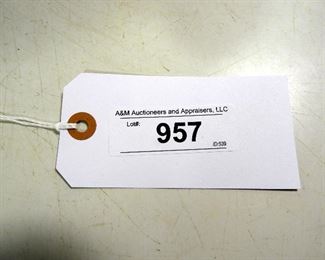 A&M Auctioneers and Appraisers, LLC
Lot#:
957
ID:539